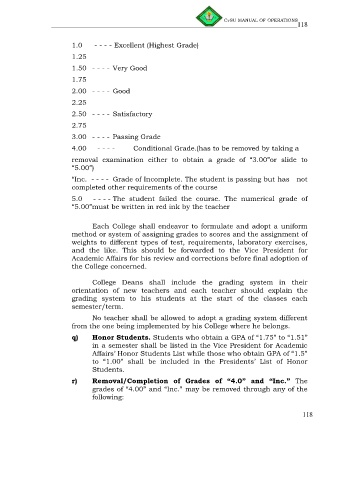 CvSU MANUAL OF OPERATIONS
118
1.0 - - - - Excellent (Highest Grade)
1.25
1.50 - - - - Very Good
1.75
2.00 - - - - Good
2.25
2.50 - - - - Satisfactory
2.75
3.00 - - - - Passing Grade
4.00 - - - - Conditional Grade.(has to be removed by taking a
removal examination either to obtain a grade of “3.00”or slide to
“5.00”)
“Inc. - - - - Grade of Incomplete. The student is passing but has not
completed other requirements of the course
5.0 - - - - The student failed the course. The numerical grade of
“5.00”must be written in red ink by the teacher
Each College shall endeavor to formulate and adopt a uniform
method or system of assigning grades to scores and the assignment of
weights to different types of test, requirements, laboratory exercises,
and the like. This should be forwarded to the Vice President for
Academic Affairs for his review and corrections before final adoption of
the College concerned.
College Deans shall include the grading system in their
orientation of new teachers and each teacher should explain the
grading system to his students at the start of the classes each
semester/term.
No teacher shall be allowed to adopt a grading system different
from the one being implemented by his College where he belongs.
q) Honor Students. Students who obtain a GPA of “1.75” to “1.51”
in a semester shall be listed in the Vice President for Academic
Affairs’ Honor Students List while those who obtain GPA of “1.5”
to “1.00” shall be included in the Presidents’ List of Honor
Students.
r) Removal/Completion of Grades of “4.0” and “Inc.” The
grades of “4.00” and “Inc.” may be removed through any of the
following:
118